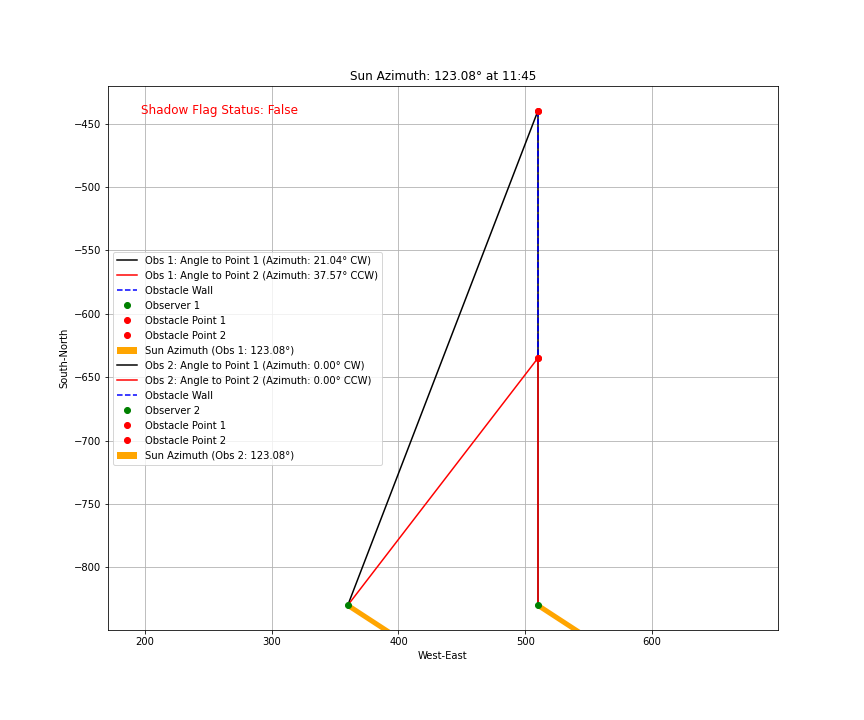 Sun Azimuth: 123.08° at 11:45
Shadow Flag Status: False
−450
−500
−550
−600
−650
−700
−750
−800
South-North
Obs 1: Angle to Point 1 (Azimuth: 21.04° CW)
Obs 1: Angle to Point 2 (Azimuth: 37.57° CCW)
Obstacle Wall
Observer 1
Obstacle Point 1
Obstacle Point 2
Sun Azimuth (Obs 1: 123.08°)
Obs 2: Angle to Point 1 (Azimuth: 0.00° CW)
Obs 2: Angle to Point 2 (Azimuth: 0.00° CCW)
Obstacle Wall
Observer 2
Obstacle Point 1
Obstacle Point 2
Sun Azimuth (Obs 2: 123.08°)
200
300
400
500
600
West-East